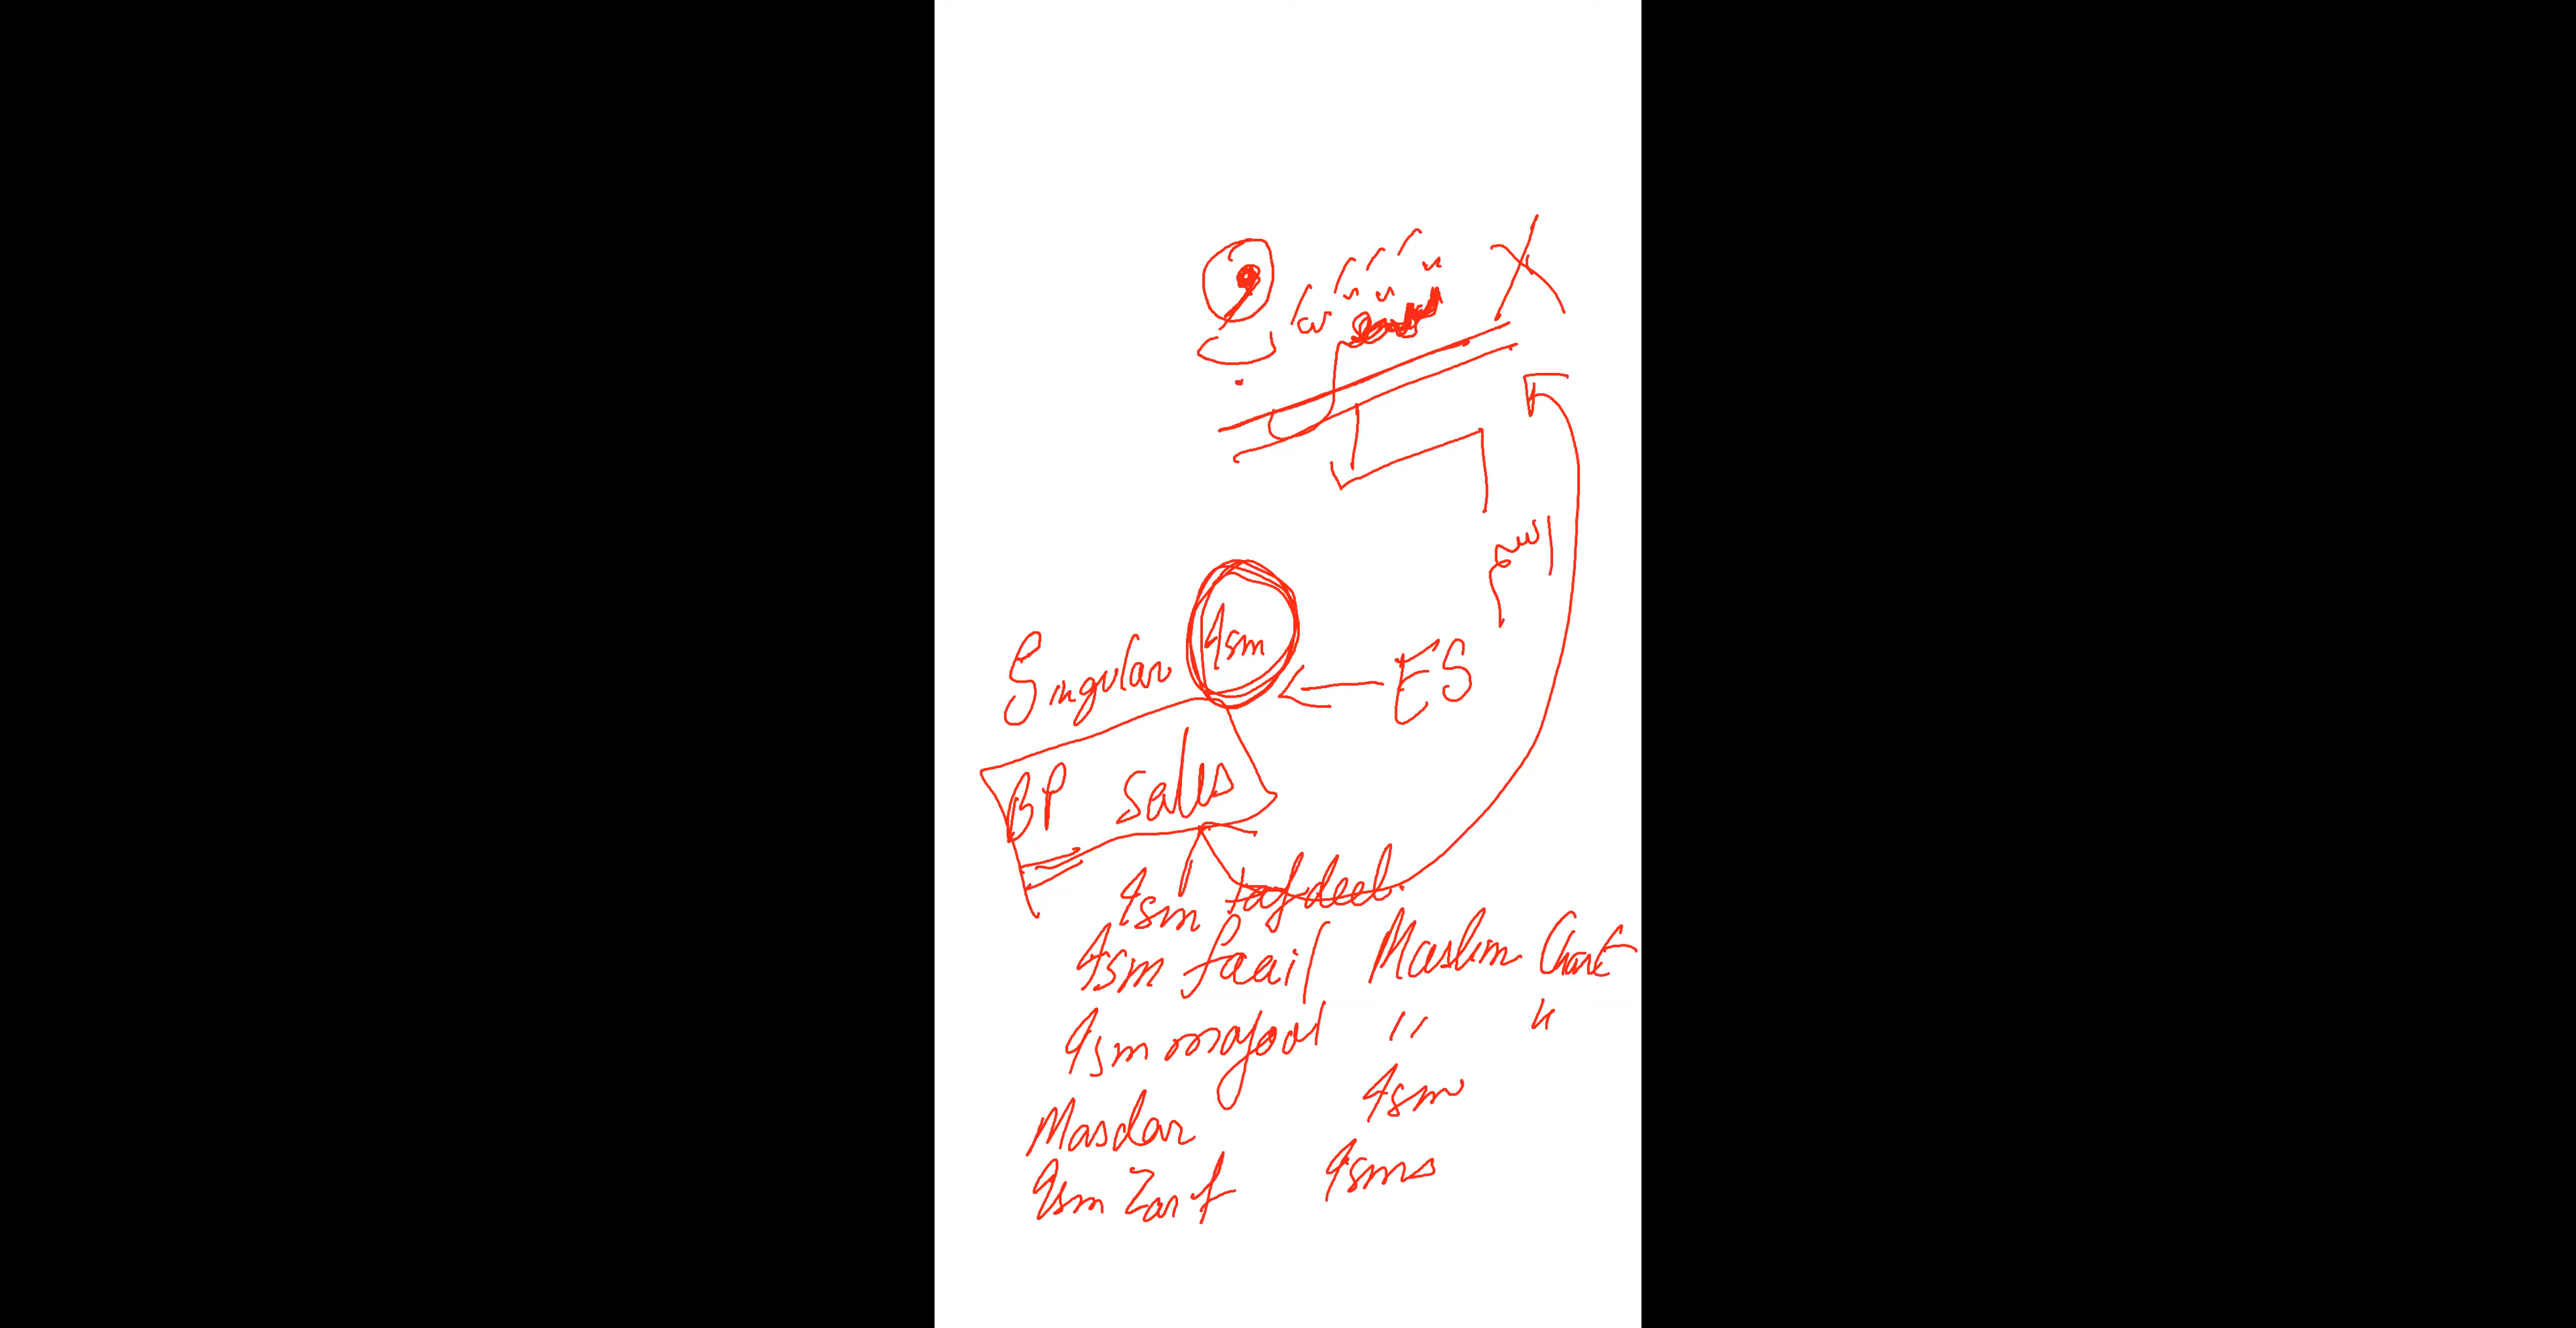 اسم
Singular Ism ← ES
BP Sales
Ism tafdeel
Ism faail Muslim Chart
Ism mafool " "
Masdar Ism
Ism Zarf Isms